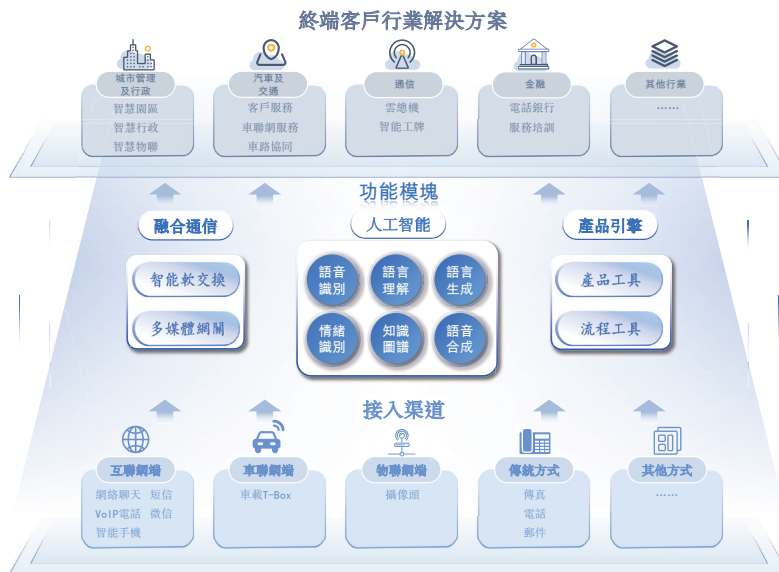 終端客戶行業解決方案
城市管理
及行政
智慧園區
智慧行政
智慧物聯
汽車及
交通
客戶服務
車聯網服務
車路協同
通信
雲總機
智能工牌
金融
電話銀行
服務培訓
其他行業
……
功能模塊
融合通信
智能軟交換
多媒體網關
人工智能
語音
識別
語言
理解
語言
生成
情緒
識別
知識
圖譜
語音
合成
產品引擎
產品工具
流程工具
接入渠道
互聯網端
網絡聊天 短信
VoIP電話 微信
智能手機
車聯網端
車載T-Box
物聯網端
攝像頭
傳統方式
傳真
電話
郵件
其他方式
……